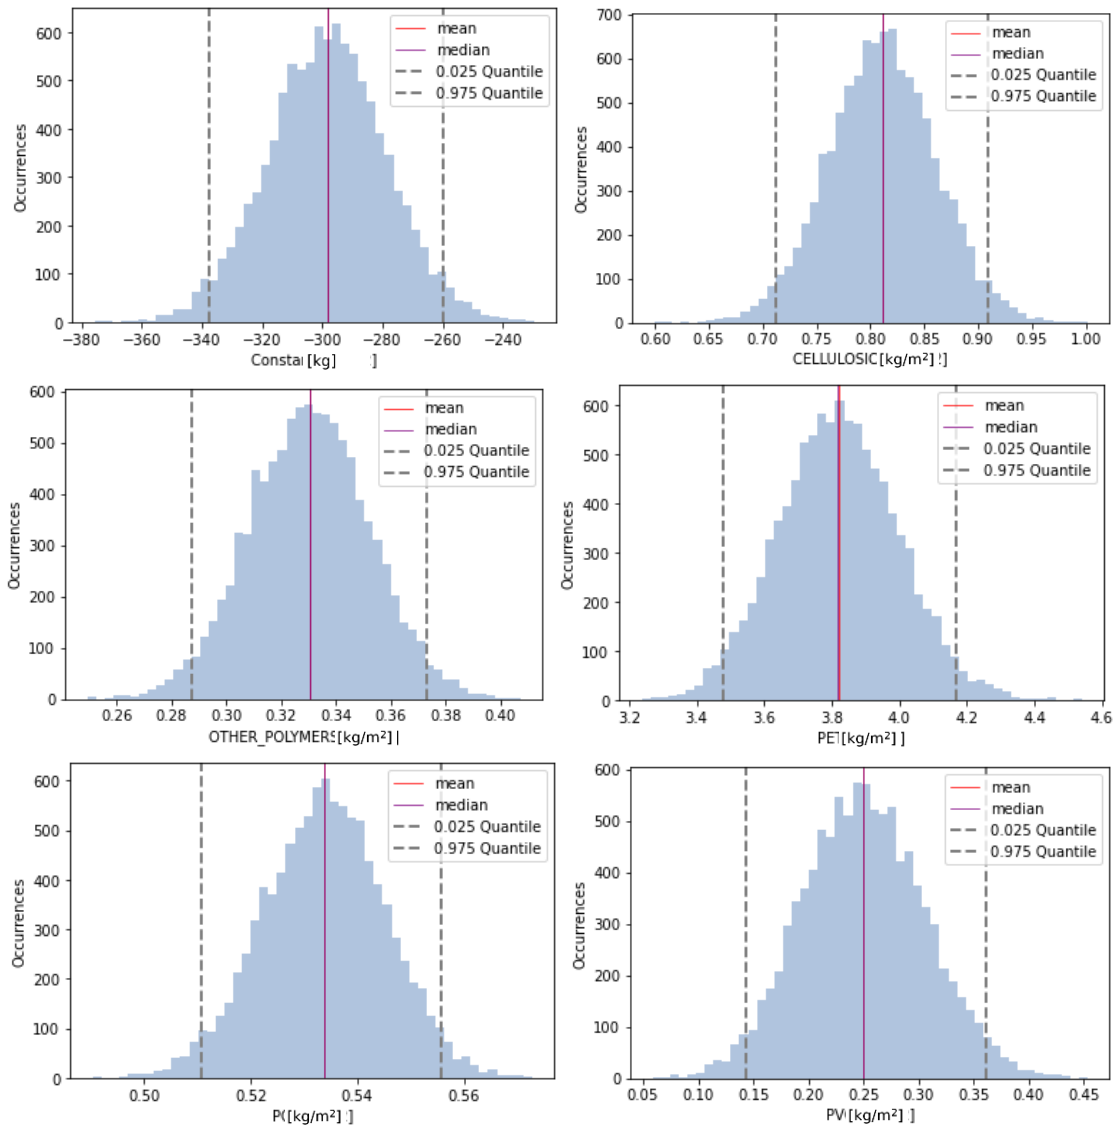 600
500
400
300
200
100
0
Occurrences
mean
median
0.025 Quantile
0.975 Quantile
−380
−360
−340
−320
−300
−280
−260
−240
[kg]
700
600
500
400
300
200
100
0
Occurrences
mean
median
0.025 Quantile
0.975 Quantile
0.60
0.65
0.70
0.75
0.80
0.85
0.90
0.95
1.00
CELLULOSIC[kg/m²]
600
500
400
300
200
100
0
Occurrences
mean
median
0.025 Quantile
0.975 Quantile
0.26
0.28
0.30
0.32
0.34
0.36
0.38
0.40
OTHER_POLYMERS[kg/m²]
600
500
400
300
200
100
0
Occurrences
mean
median
0.025 Quantile
0.975 Quantile
3.2
3.4
3.6
3.8
4.0
4.2
4.4
4.6
PET[kg/m²]
600
500
400
300
200
100
0
Occurrences
mean
median
0.025 Quantile
0.975 Quantile
0.50
0.52
0.54
0.56
[kg/m²]
600
500
400
300
200
100
0
Occurrences
mean
median
0.025 Quantile
0.975 Quantile
0.05
0.10
0.15
0.20
0.25
0.30
0.35
0.40
0.45
[kg/m²]